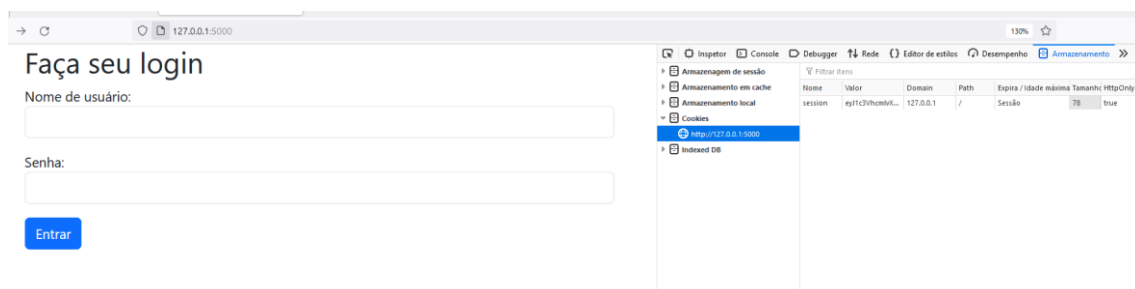 127.0.0.1:5000
130%
Faça seu login
Nome de usuário:
Senha:
Entrar
Inspetor Console Debugger Rede Editor de estilos Desempenho Armazenamento
Armazenagem de sessão
Armazenamento em cache
Armazenamento local
Cookies
http://127.0.0.1:5000
Indexed DB
Filtrar itens
Nome Valor Domain Path Expira / Idade máxima Tamanho HttpOnly
session eyJ1c3VhcmlvX... 127.0.0.1 / Sessão 78 true